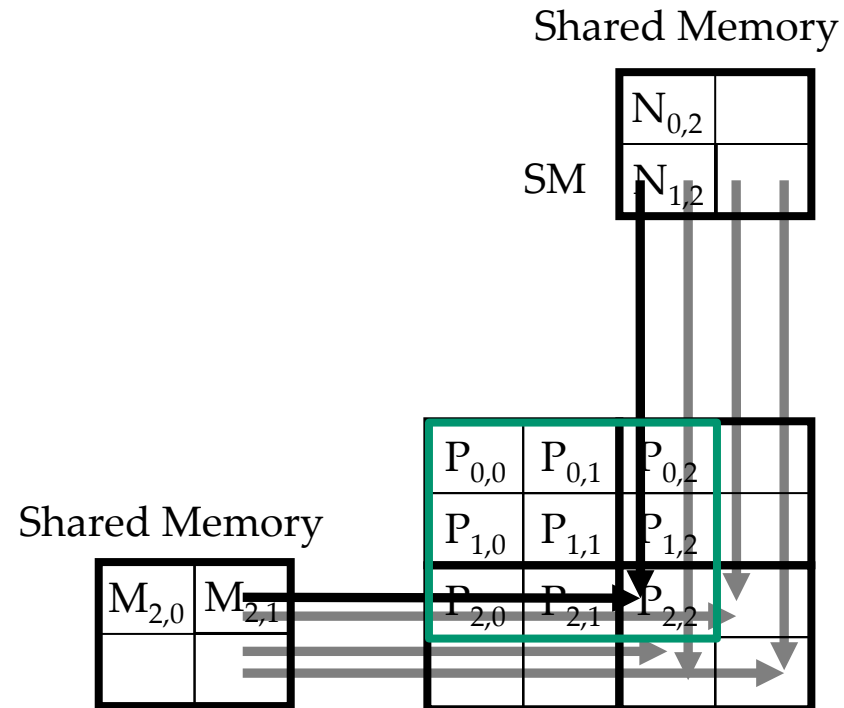 Shared Memory
N0,2
SM N1,2
P0,0 P0,1 P0,2
Shared Memory
P1,0 P1,1 P1,2
M2,0 M2,1 P2,0 P2,1 P2,2